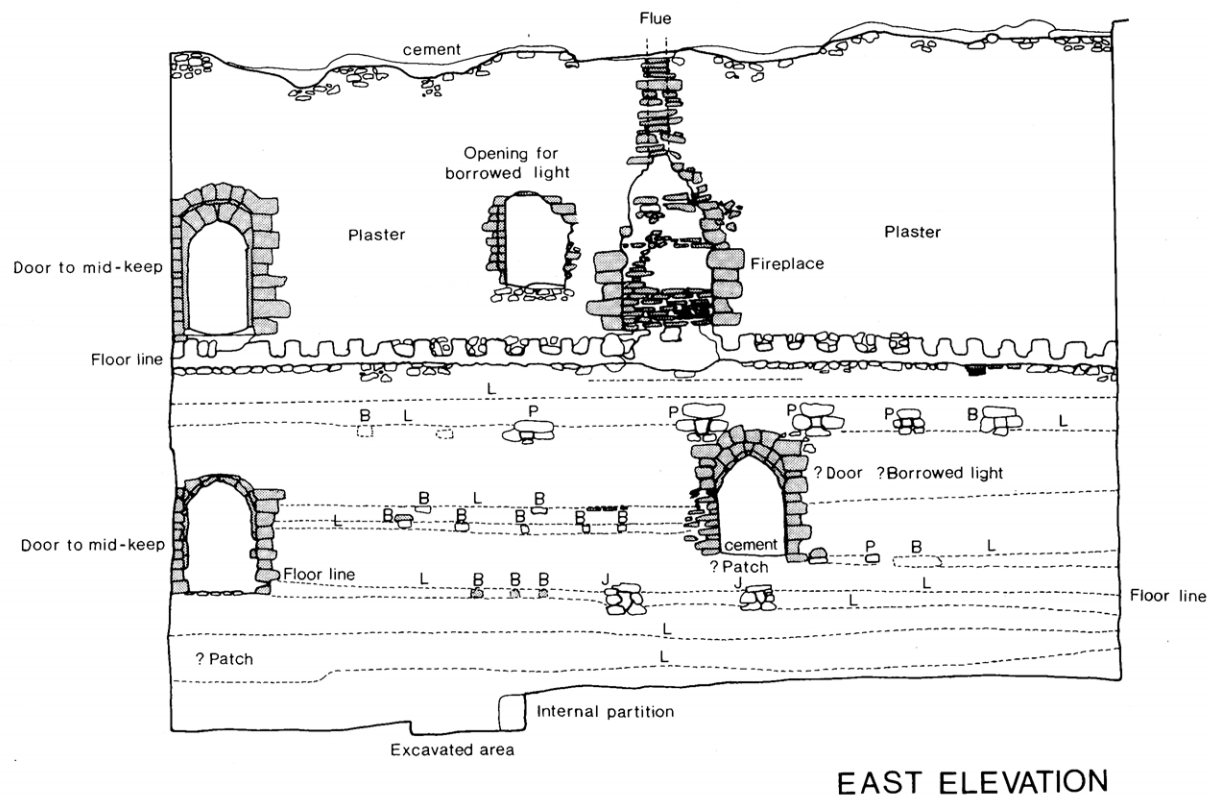 Flue
cement
Opening for
borrowed light
Plaster
Plaster
Door to mid-keep
Fireplace
Floor line
L
B L P P P P B L
? Door ? Borrowed light
B L B
L B B B B B
Door to mid-keep
cement
P B L
? Patch
Floor line L B B B J J L
L Floor line
L
? Patch L
Internal partition
Excavated area
EAST ELEVATION